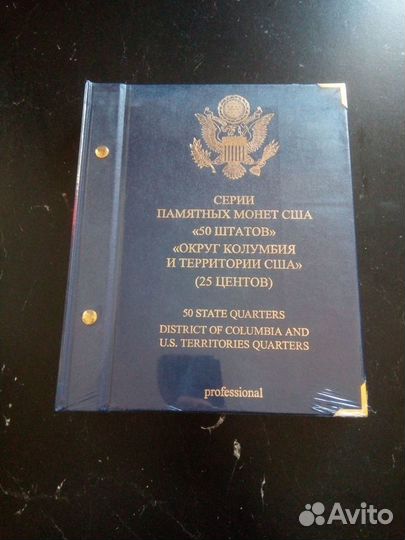 СЕРИИ
ПАМЯТНЫХ МОНЕТ США
«50 ШТАТОВ»
«ОКРУГ КОЛУМБИЯ
И ТЕРРИТОРИИ США»
(25 ЦЕНТОВ)
50 STATE QUARTERS
DISTRICT OF COLUMBIA AND
U.S. TERRITORIES QUARTERS
professional
Avito